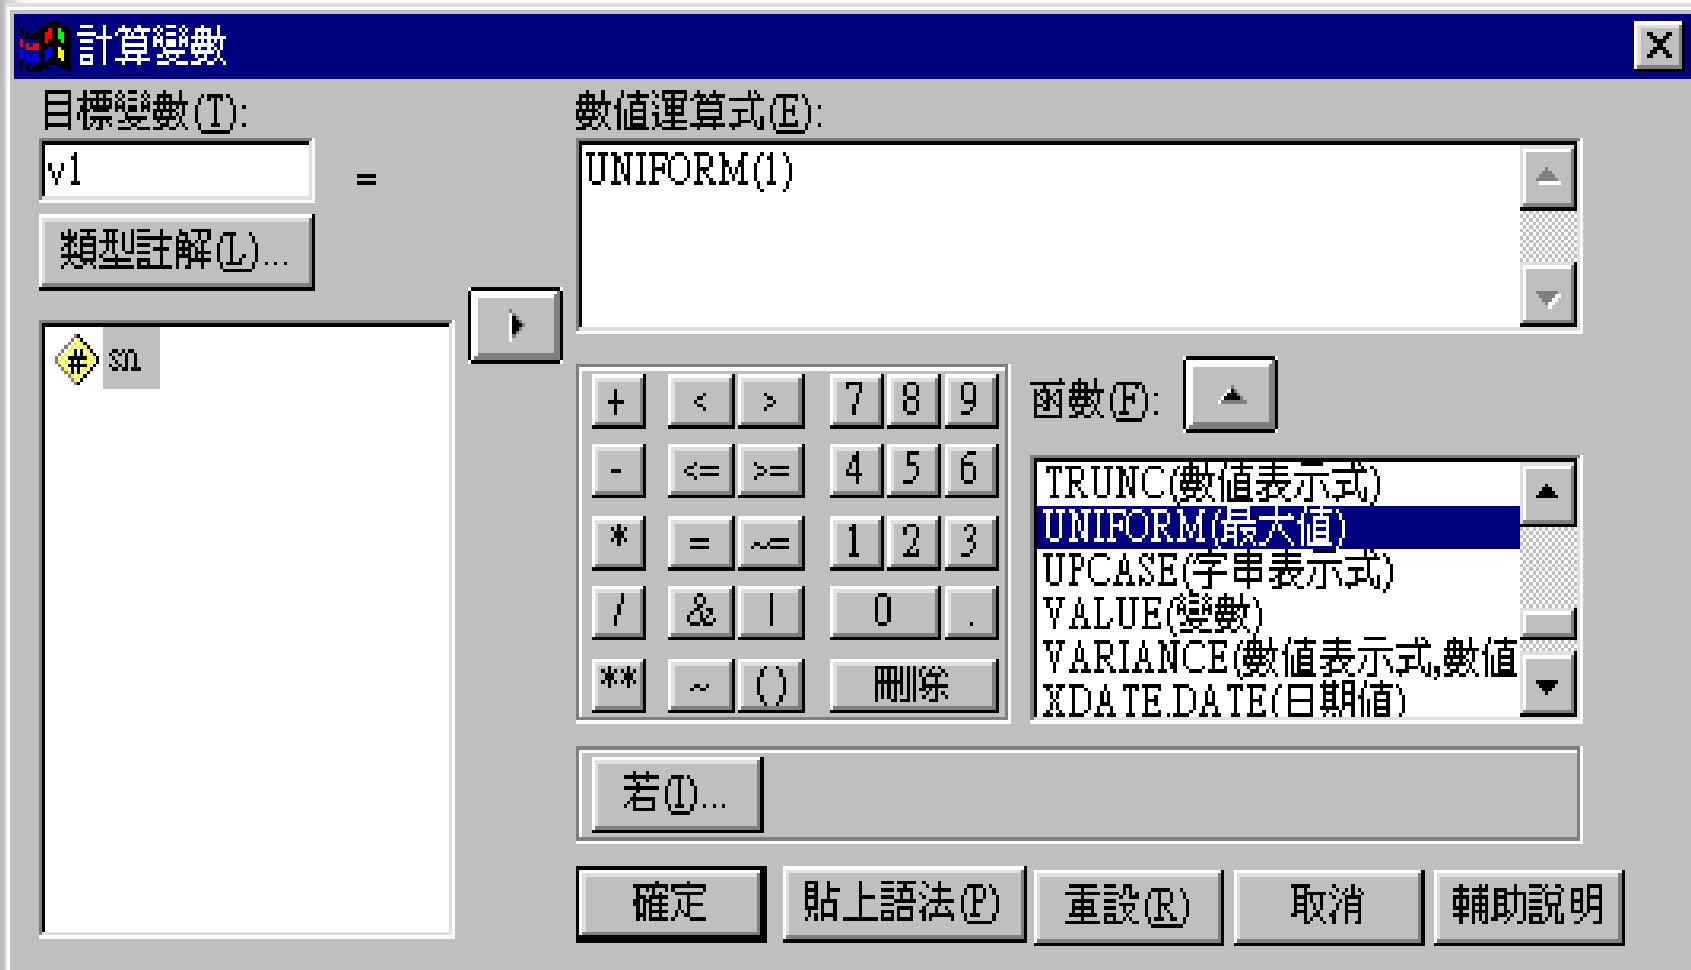 計算變數
目標變數(T):
v1
=
類型註解(L)...
sn
數值運算式(E):
UNIFORM(1)
+ < > 7 8 9
- <= >= 4 5 6
* = ~= 1 2 3
/ & | 0 .
** ~ () 刪除
函數(F):
TRUNC(數值表示式)
UNIFORM(最大值)
UPCASE(字串表示式)
VALUE(變數)
VARIANCE(數值表示式,數值
XDATE.DATE(日期值)
若(I)...
確定 貼上語法(P) 重設(R) 取消 輔助說明